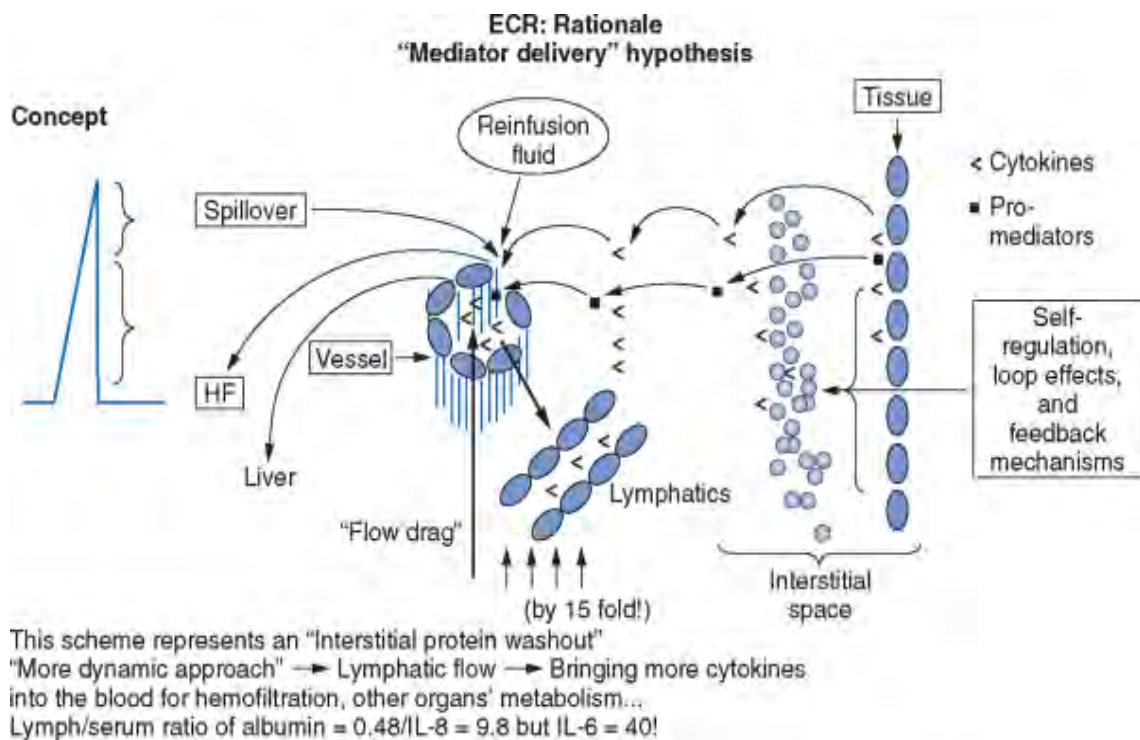 ECR: Rationale
“Mediator delivery” hypothesis
Concept
Tissue
Reinfusion
fluid
< Cytokines
■ Pro-
mediators
Spillover
Vessel
HF
Liver
Self-
regulation,
loop effects,
and
feedback
mechanisms
Lymphatics
“Flow drag”
(by 15 fold!)
Interstitial
space
This scheme represents an “Interstitial protein washout”
“More dynamic approach” → Lymphatic flow → Bringing more cytokines
into the blood for hemofiltration, other organs’ metabolism...
Lymph/serum ratio of albumin = 0.48/IL-8 = 9.8 but IL-6 = 40!